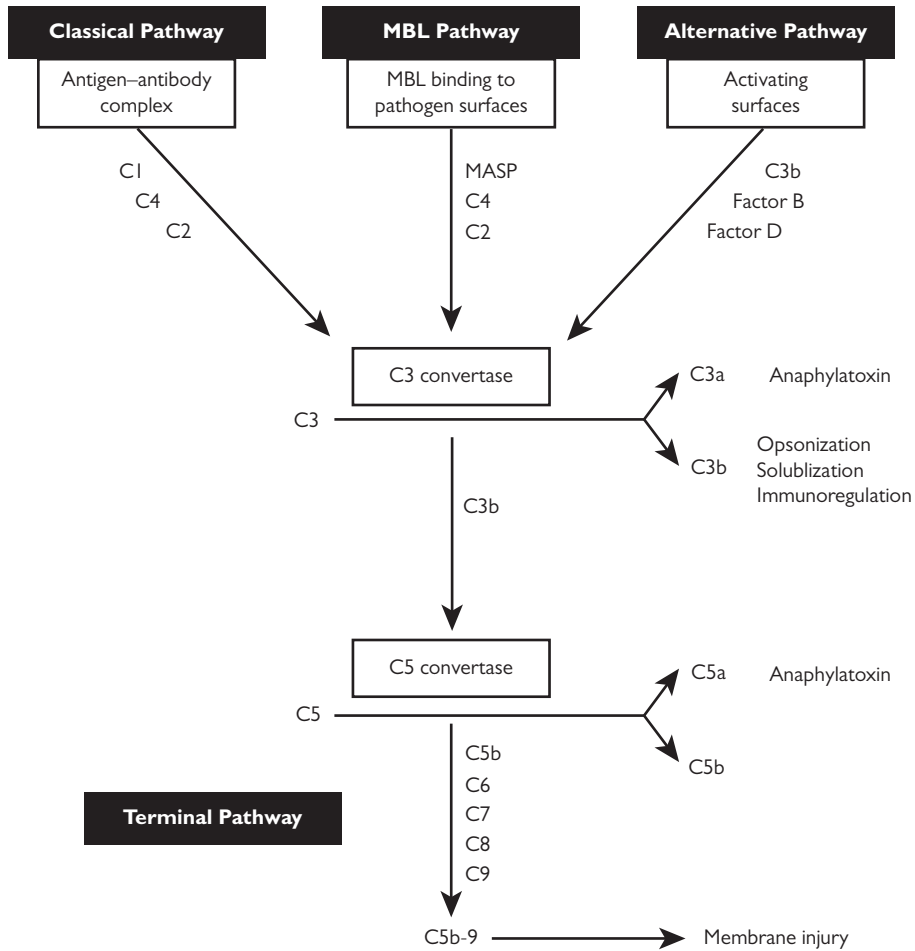 Classical Pathway
MBL Pathway
Alternative Pathway
Antigen–antibody
complex
MBL binding to
pathogen surfaces
Activating
surfaces
C1
C4
C2
MASP
C4
C2
C3b
Factor B
Factor D
C3 convertase
C3
C3a
Anaphylatoxin
C3b
Opsonization
Solublization
Immunoregulation
C3b
C5 convertase
C5
C5a
Anaphylatoxin
C5b
C5b
C6
C7
C8
C9
Terminal Pathway
C5b-9
Membrane injury